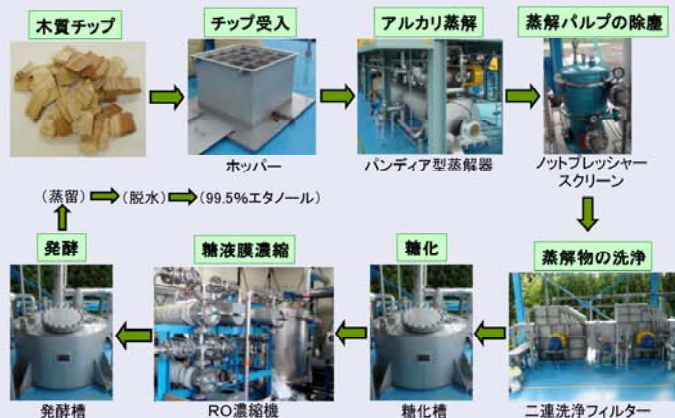 木質チップ
チップ受入
アルカリ蒸解
蒸解パルプの除塵
ホッパー
パンディア型蒸解器
ノットプレッシャー
スクリーン
(蒸留)
(脱水)
(99.5%エタノール)
発酵
糖液膜濃縮
糖化
蒸解物の洗浄
発酵槽
RO濃縮機
糖化槽
二連洗浄フィルター